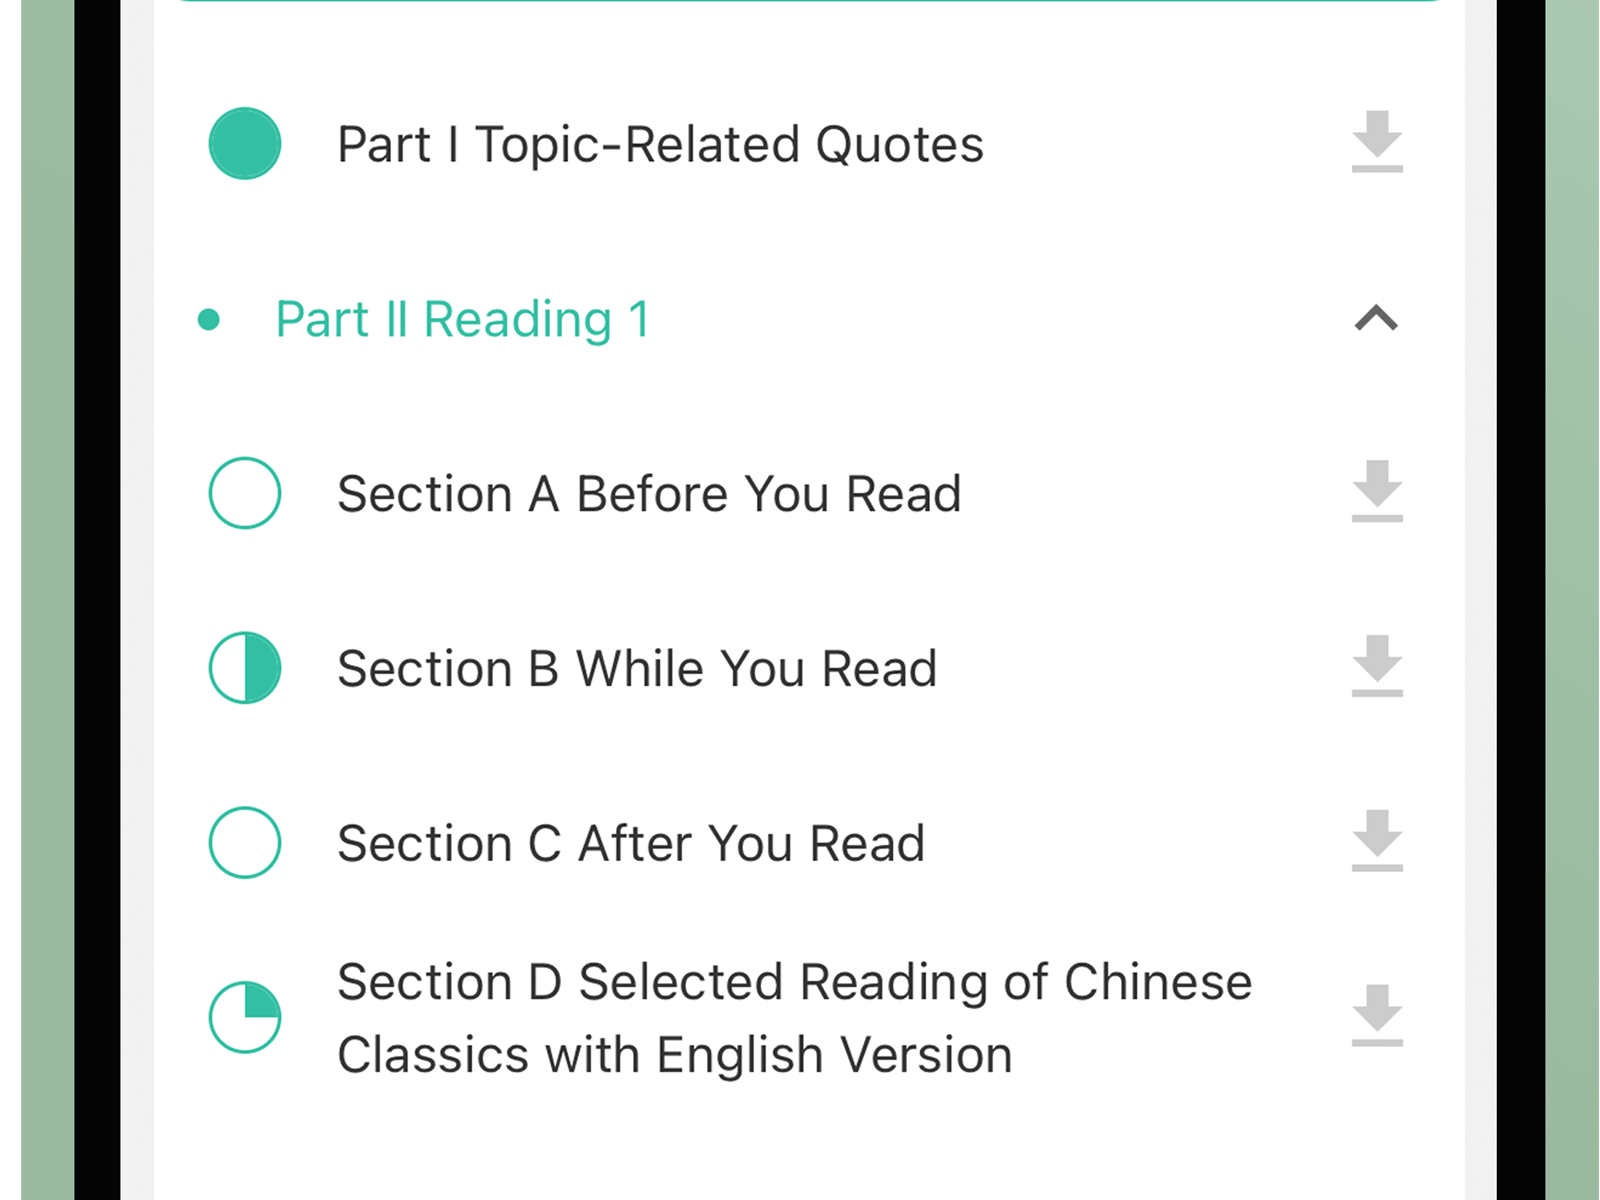 Part I Topic-Related Quotes
Part II Reading 1
Section A Before You Read
Section B While You Read
Section C After You Read
Section D Selected Reading of Chinese
Classics with English Version